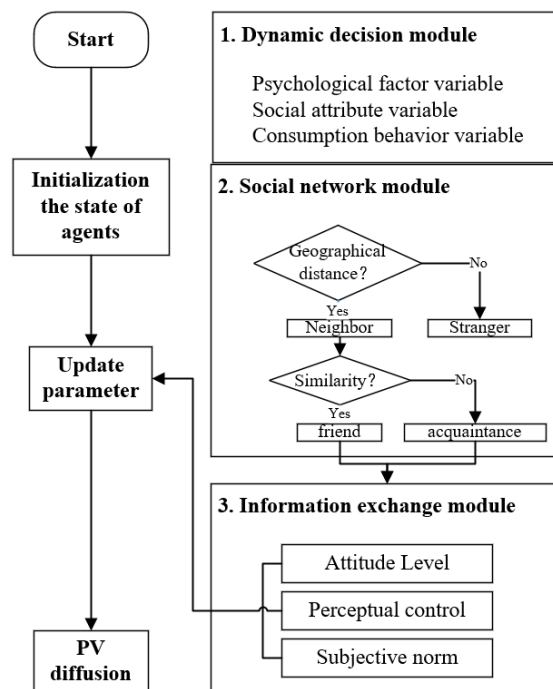 Start
Initialization
the state of
agents
Update
parameter
PV
diffusion
1. Dynamic decision module
Psychological factor variable
Social attribute variable
Consumption behavior variable
2. Social network module
Geographical
distance?
No
Yes
Neighbor
Stranger
Similarity?
No
Yes
friend
acquaintance
3. Information exchange module
Attitude Level
Perceptual control
Subjective norm